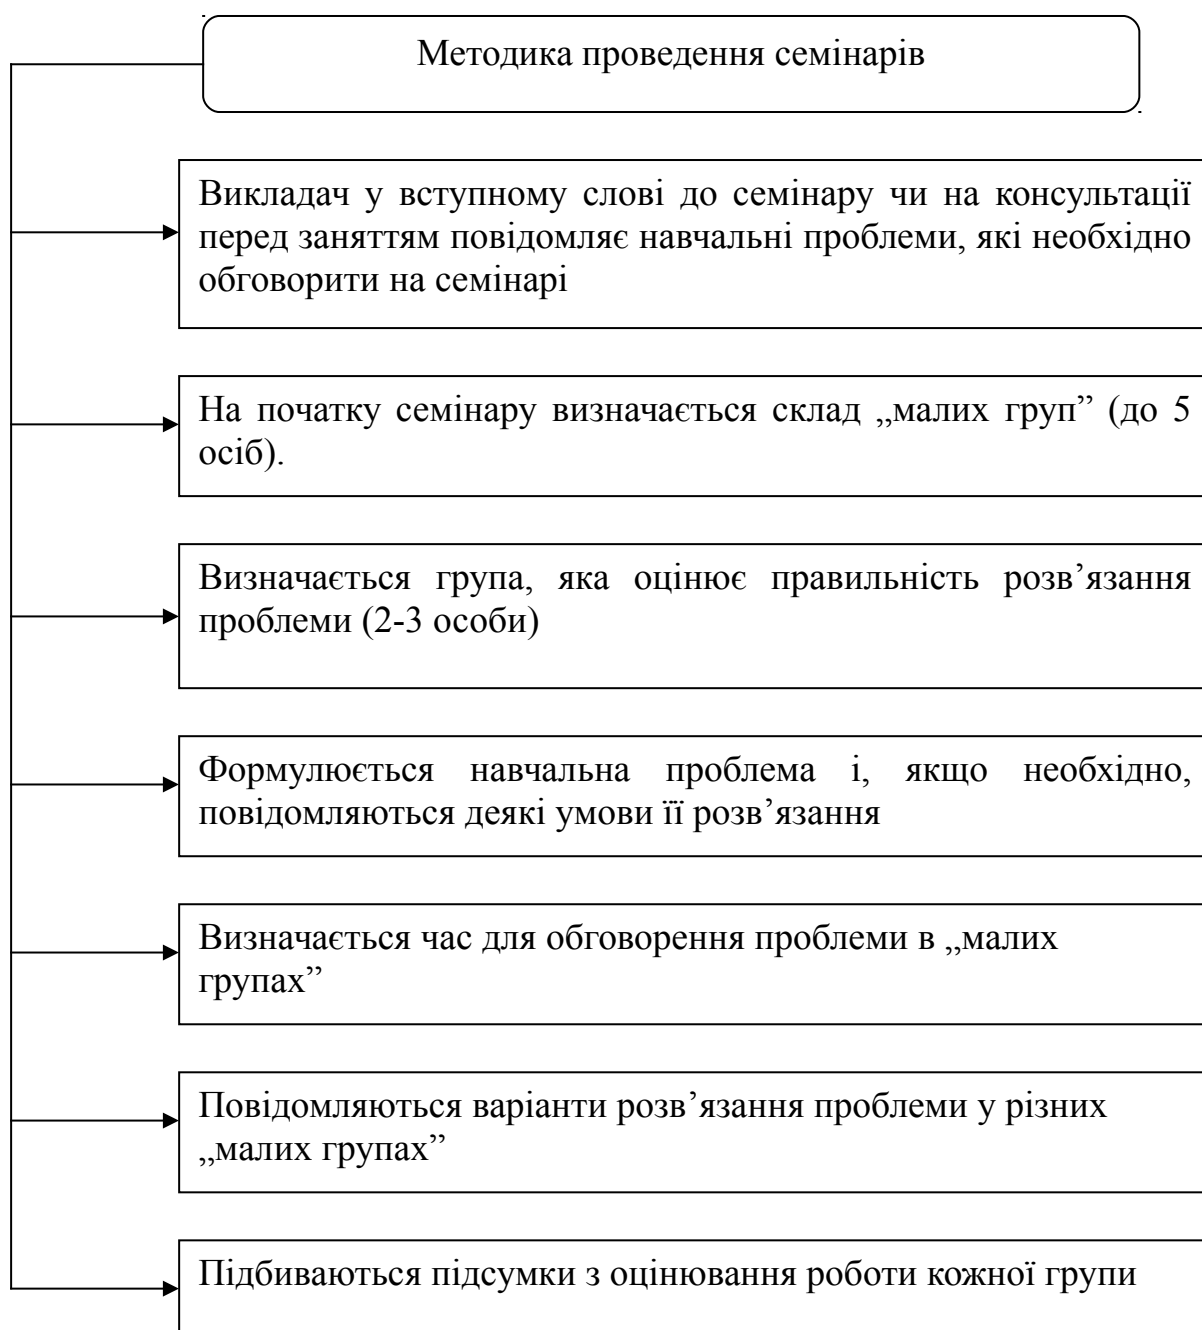 Методика проведення семінарів
Викладач у вступному слові до семінару чи на консультації
перед заняттям повідомляє навчальні проблеми, які необхідно
обговорити на семінарі
На початку семінару визначається склад „малих груп” (до 5
осіб).
Визначається група, яка оцінює правильність розв’язання
проблеми (2-3 особи)
Формулюється навчальна проблема і, якщо необхідно,
повідомляються деякі умови її розв’язання
Визначається час для обговорення проблеми в „малих
групах”
Повідомляються варіанти розв’язання проблеми у різних
„малих групах”
Підбиваються підсумки з оцінювання роботи кожної групи